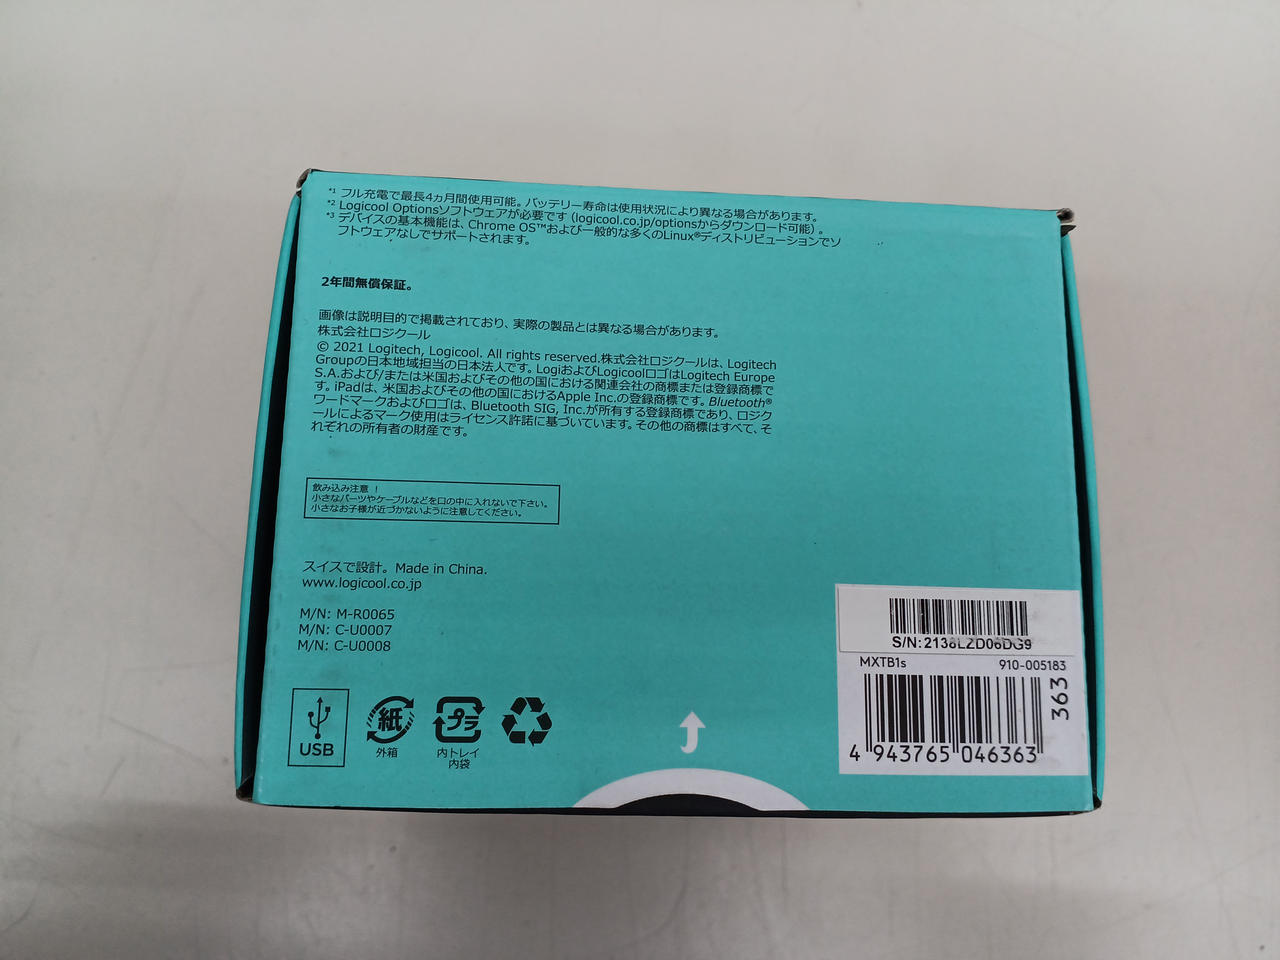 *1 フル充電で最長4ヵ月間使用可能。バッテリー寿命は使用状況により異なる場合があります。
*2 Logicool Optionsソフトウェアが必要です (logicool.co.jp/optionsからダウンロード可能) 。
*3 デバイスの基本機能は、Chrome OS™および一般的な多くのLinux®ディストリビューションでソ
フトウェアなしでサポートされます。
2年間無償保証。
画像は説明目的で掲載されており、実際の製品とは異なる場合があります。
株式会社ロジクール
© 2021 Logitech, Logicool. All rights reserved.株式会社ロジクールは、Logitech
Groupの日本地域担当の日本法人です。LogiおよびLogicoolロゴはLogitech Europe
S.A.および/または米国およびその他の国における関連会社の商標または登録商標で
す。iPadは、米国およびその他の国におけるApple Inc.の登録商標です。Bluetooth®
ワードマークおよびロゴは、Bluetooth SIG, Inc.が所有する登録商標であり、ロジク
ールによるマーク使用はライセンス許諾に基づいています。その他の商標はすべて、そ
れぞれの所有者の財産です。
飲み込み注意 !
小さなパーツやケーブルなどを口の中に入れないで下さい。
小さなお子様が近づかないように注意してください。
スイスで設計。Made in China.
www.logicool.co.jp
M/N: M-R0065
M/N: C-U0007
M/N: C-U0008
USB
紙
外箱
プラ
内トレイ
内袋
S/N: 2138LZD06DG9
MXTB1s 910-005183
363
4 943765 046363